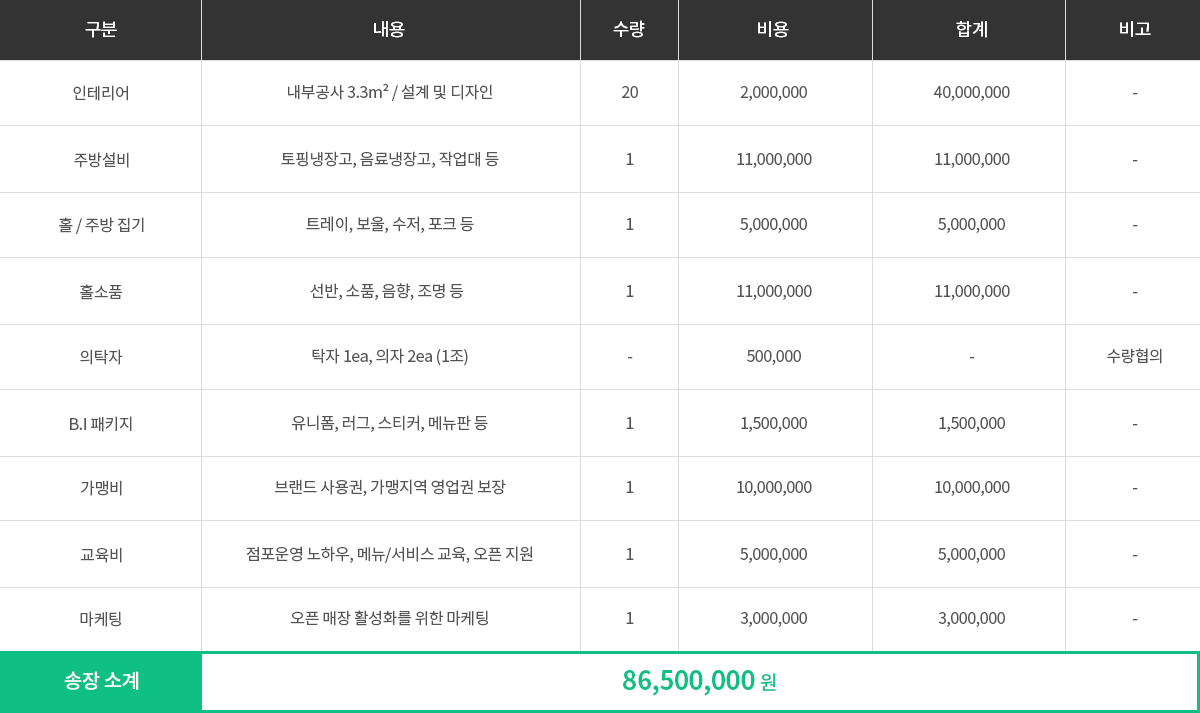 구분 내용 수량 비용 합계 비고
인테리어 내부공사 3.3m² / 설계 및 디자인 20 2,000,000 40,000,000 -
주방설비 토핑냉장고, 음료냉장고, 작업대 등 1 11,000,000 11,000,000 -
홀 / 주방 집기 트레이, 보울, 수저, 포크 등 1 5,000,000 5,000,000 -
홀소품 선반, 소품, 음향, 조명 등 1 11,000,000 11,000,000 -
의탁자 탁자 1ea, 의자 2ea (1조) - 500,000 - 수량협의
B.I 패키지 유니폼, 러그, 스티커, 메뉴판 등 1 1,500,000 1,500,000 -
가맹비 브랜드 사용권, 가맹지역 영업권 보장 1 10,000,000 10,000,000 -
교육비 점포운영 노하우, 메뉴/서비스 교육, 오픈 지원 1 5,000,000 5,000,000 -
마케팅 오픈 매장 활성화를 위한 마케팅 1 3,000,000 3,000,000 -
송장 소계 86,500,000 원